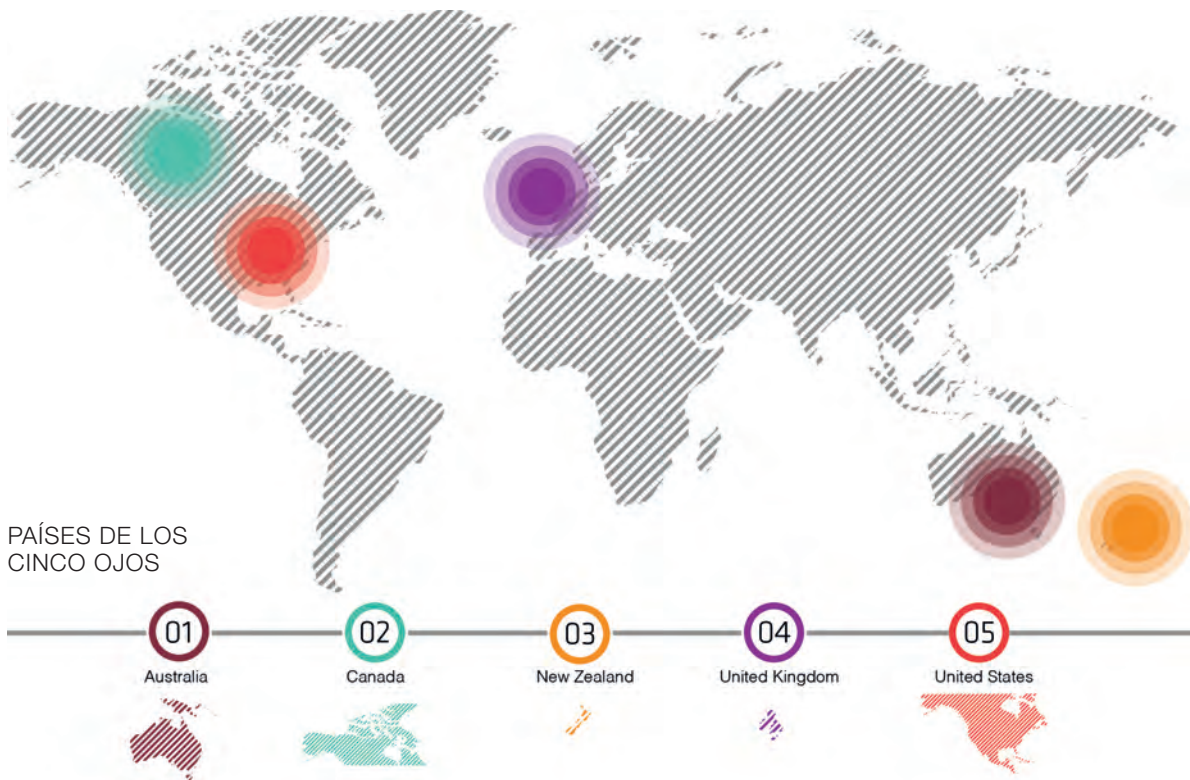 PAÍSES DE LOS
CINCO OJOS
01
02
03
04
05
Australia
Canada
New Zealand
United Kingdom
United States